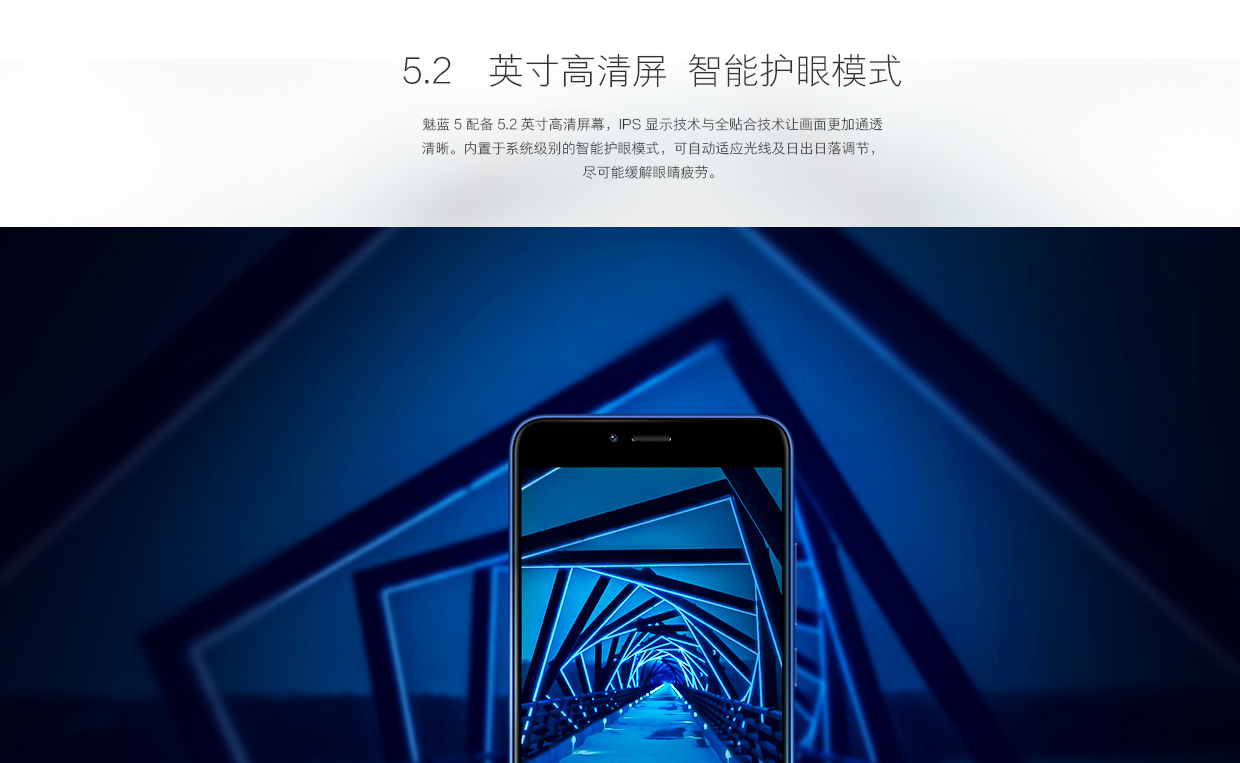 5.2 英寸高清屏 智能护眼模式
魅蓝 5 配备 5.2 英寸高清屏幕，IPS 显示技术与全贴合技术让画面更加通透
清晰。内置于系统级别的智能护眼模式，可自动适应光线及日出日落调节，
尽可能缓解眼睛疲劳。